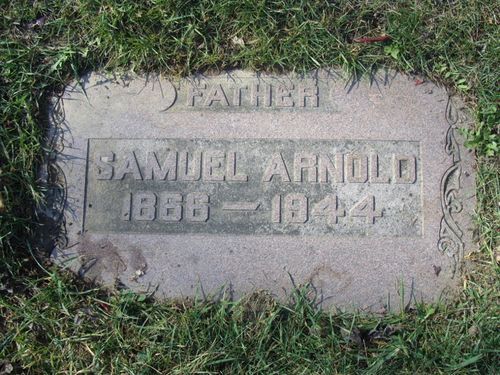 FATHER
SAMUEL ARNOLD
1866 — 1944